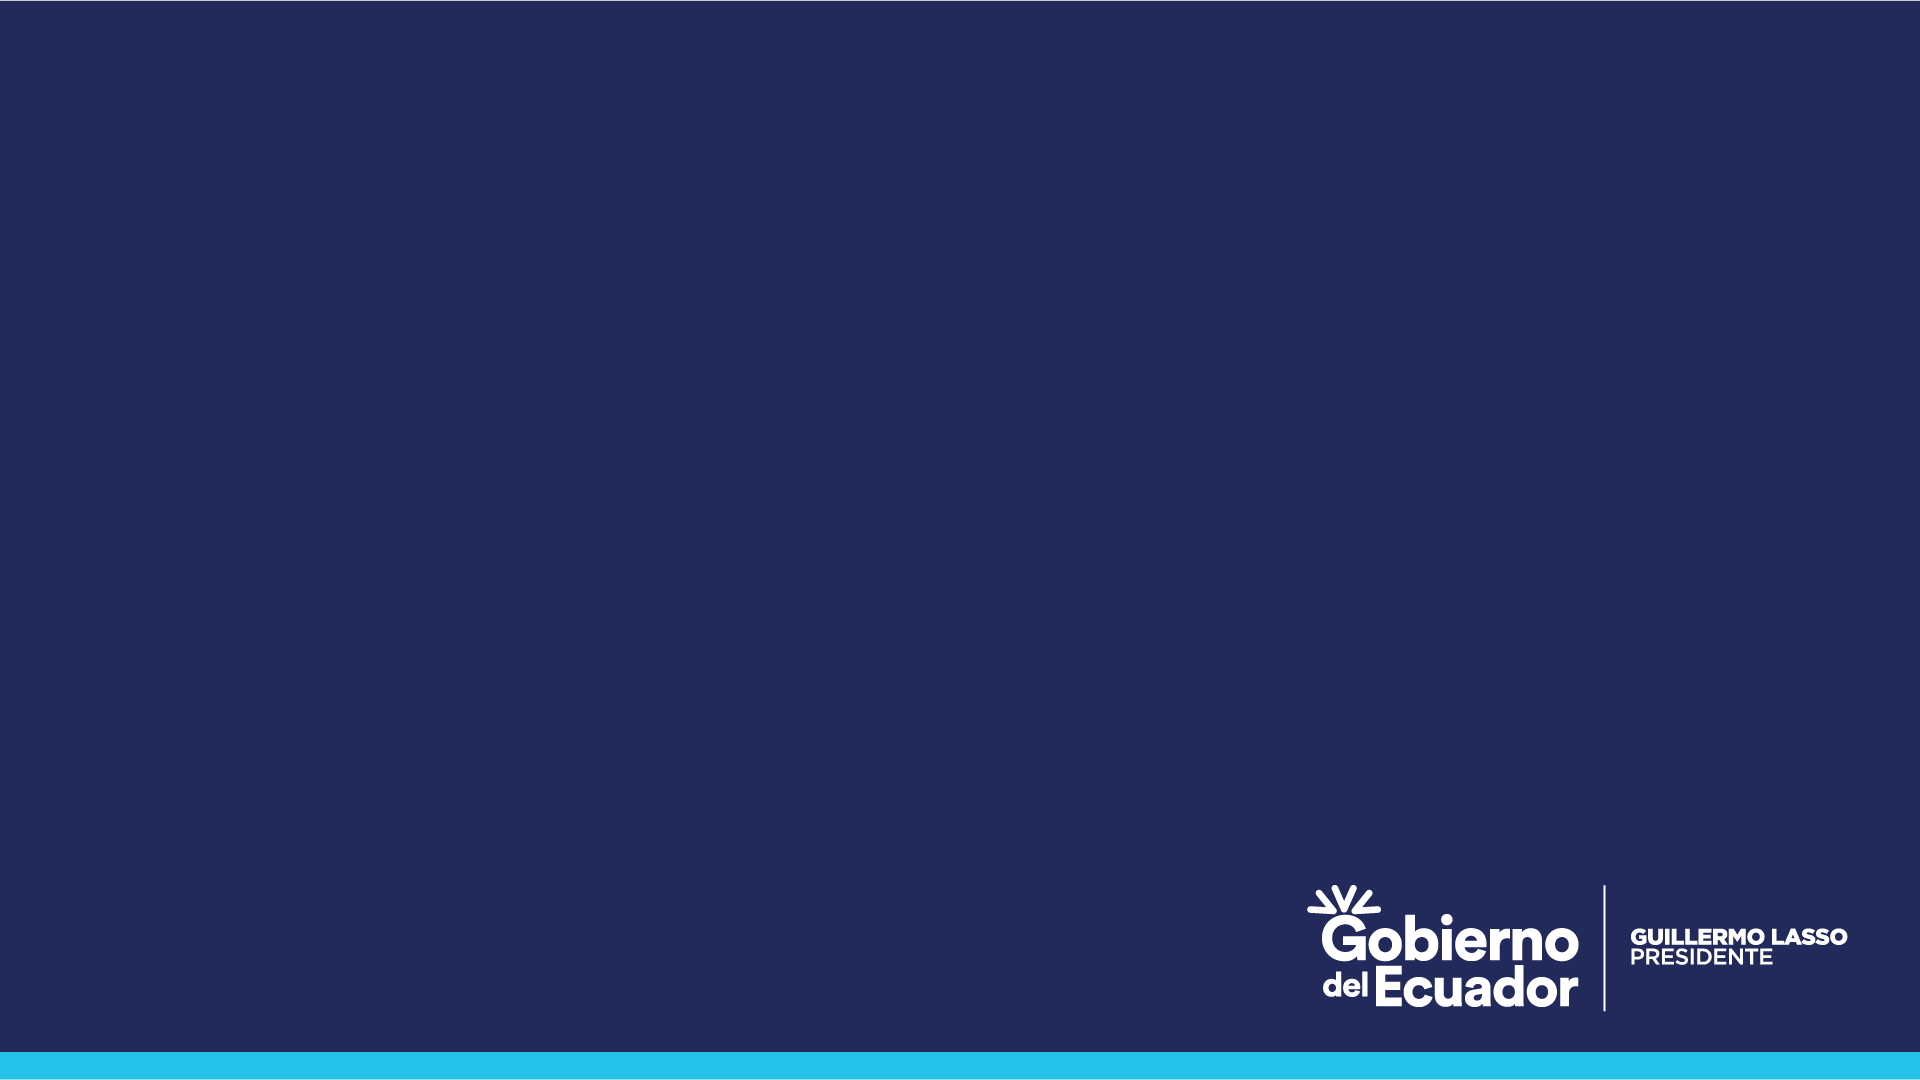 Gobierno
del Ecuador
GUILLERMO LASSO
PRESIDENTE